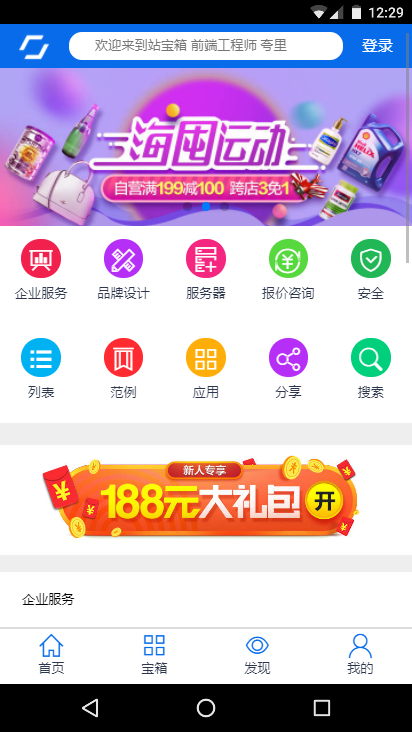 12:29
欢迎来到站宝箱 前端工程师 夸里
登录
海囤运动
自营满199减100 跨店3免1
企业服务 品牌设计 服务器 报价咨询 安全
列表 范例 应用 分享 搜索
新人专享
188元大礼包 开
企业服务
首页 宝箱 发现 我的